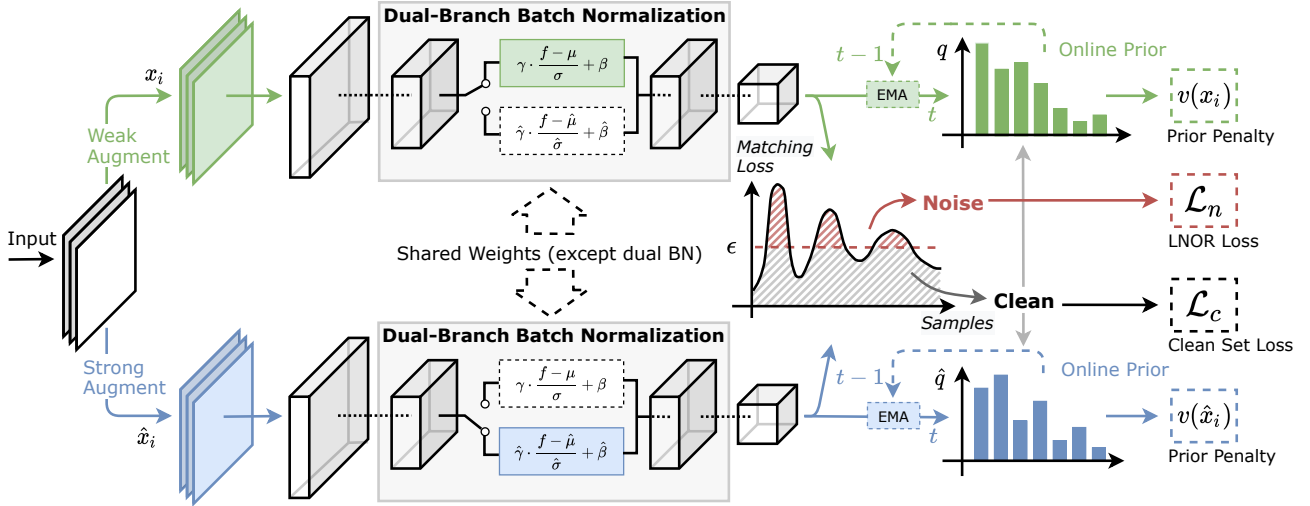 Dual-Branch Batch Normalization
x_i
γ · (f − μ)/σ + β
γ̂ · (f − μ̂)/σ̂ + β̂
t − 1
EMA
t
q
Online Prior
v(x_i)
Prior Penalty
Weak
Augment
Input
Shared Weights (except dual BN)
Matching
Loss
ϵ
Noise
ℒ_n
LNOR Loss
Samples
Clean
ℒ_c
Clean Set Loss
Strong
Augment
x̂_i
Dual-Branch Batch Normalization
γ · (f − μ)/σ + β
γ̂ · (f − μ̂)/σ̂ + β̂
t − 1
EMA
t
q̂
Online Prior
v(x̂_i)
Prior Penalty